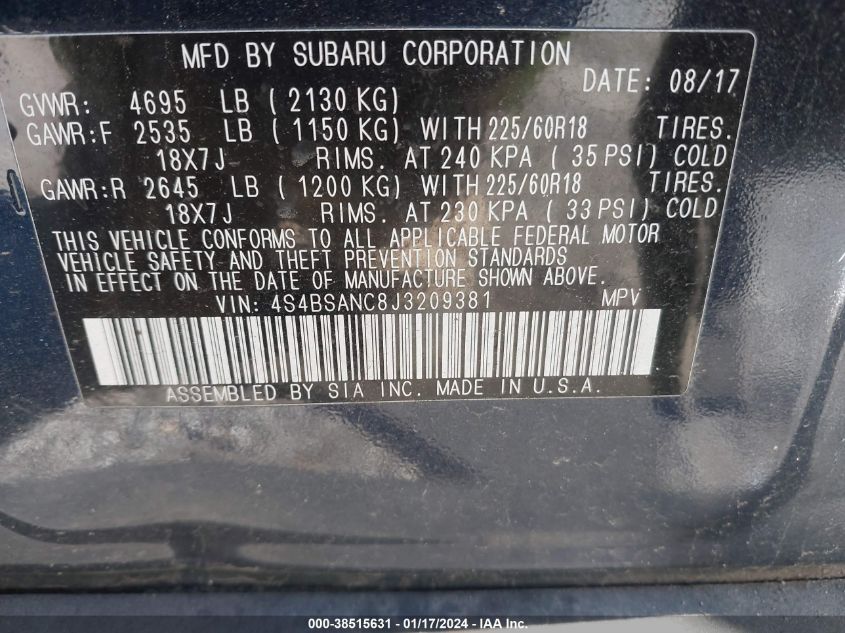 MFD BY SUBARU CORPORATION
DATE: 08/17
GVWR: 4695 LB ( 2130 KG)
GAWR:F 2535 LB ( 1150 KG) WITH 225/60R18 TIRES.
18X7J RIMS. AT 240 KPA ( 35 PSI) COLD
GAWR:R 2645 LB ( 1200 KG) WITH 225/60R18 TIRES.
18X7J RIMS. AT 230 KPA ( 33 PSI) COLD
THIS VEHICLE CONFORMS TO ALL APPLICABLE FEDERAL MOTOR
VEHICLE SAFETY AND THEFT PREVENTION STANDARDS
IN EFFECT ON THE DATE OF MANUFACTURE SHOWN ABOVE.
VIN: 4S4BSANC8J3209381 MPV
ASSEMBLED BY SIA INC. MADE IN U.S.A.
000-38515631 - 01/17/2024 - IAA Inc.